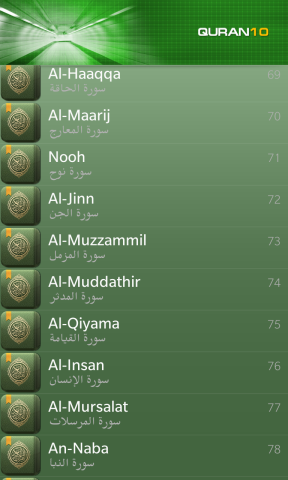 QURAN10
Al-Haaqqa 69
سورة الحاقة
Al-Maarij 70
سورة المعارج
Nooh 71
سورة نوح
Al-Jinn 72
سورة الجن
Al-Muzzammil 73
سورة المزمل
Al-Muddathir 74
سورة المدثر
Al-Qiyama 75
سورة القيامة
Al-Insan 76
سورة الإنسان
Al-Mursalat 77
سورة المرسلات
An-Naba 78
سورة النبا